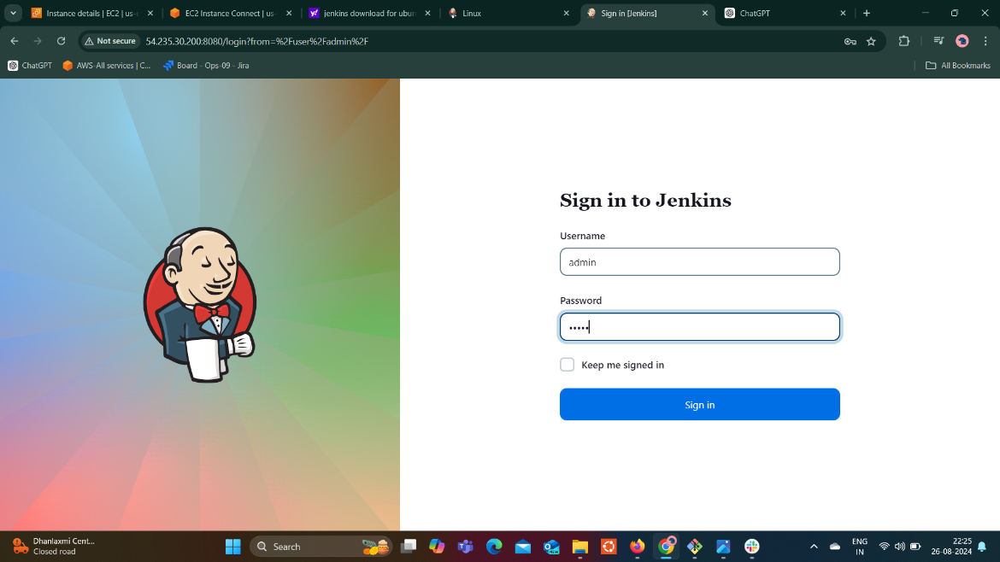 Instance details | EC2 | us-
EC2 Instance Connect | us-
jenkins download for ubun
Linux
Sign in [Jenkins]
ChatGPT
Not secure
54.235.30.200:8080/login?from=%2Fuser%2Fadmin%2F
ChatGPT
AWS-All services | C...
Board - Ops-09 - Jira
All Bookmarks
Sign in to Jenkins
Username
admin
Password
•••••
Keep me signed in
Sign in
Dhanlaxmi Cent...
Closed road
Search
ENG
IN
22:25
26-08-2024